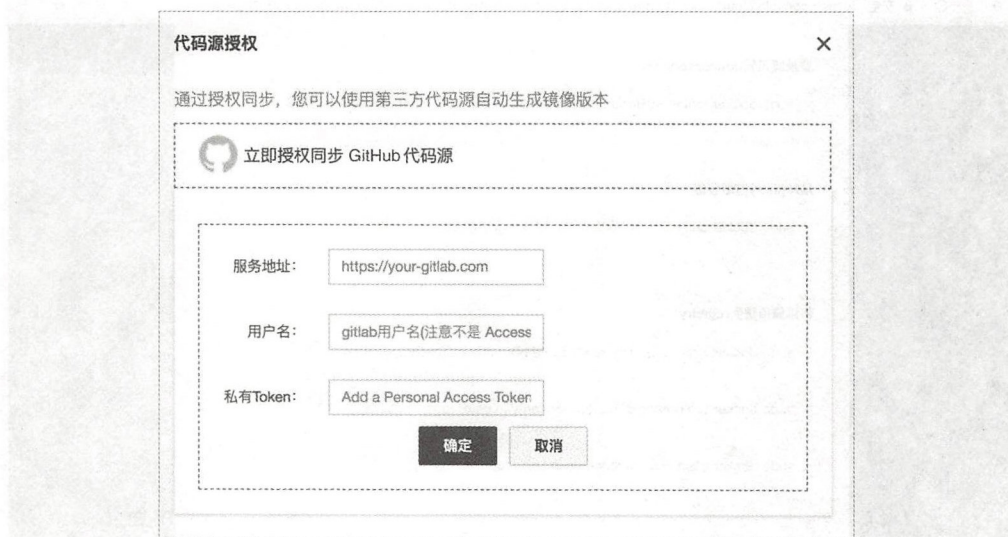 代码源授权
通过授权同步，您可以使用第三方代码源自动生成镜像版本
立即授权同步 GitHub 代码源
服务地址：
https://your-gitlab.com
用户名：
gitlab用户名(注意不是 Access
私有Token：
Add a Personal Access Token
确定
取消